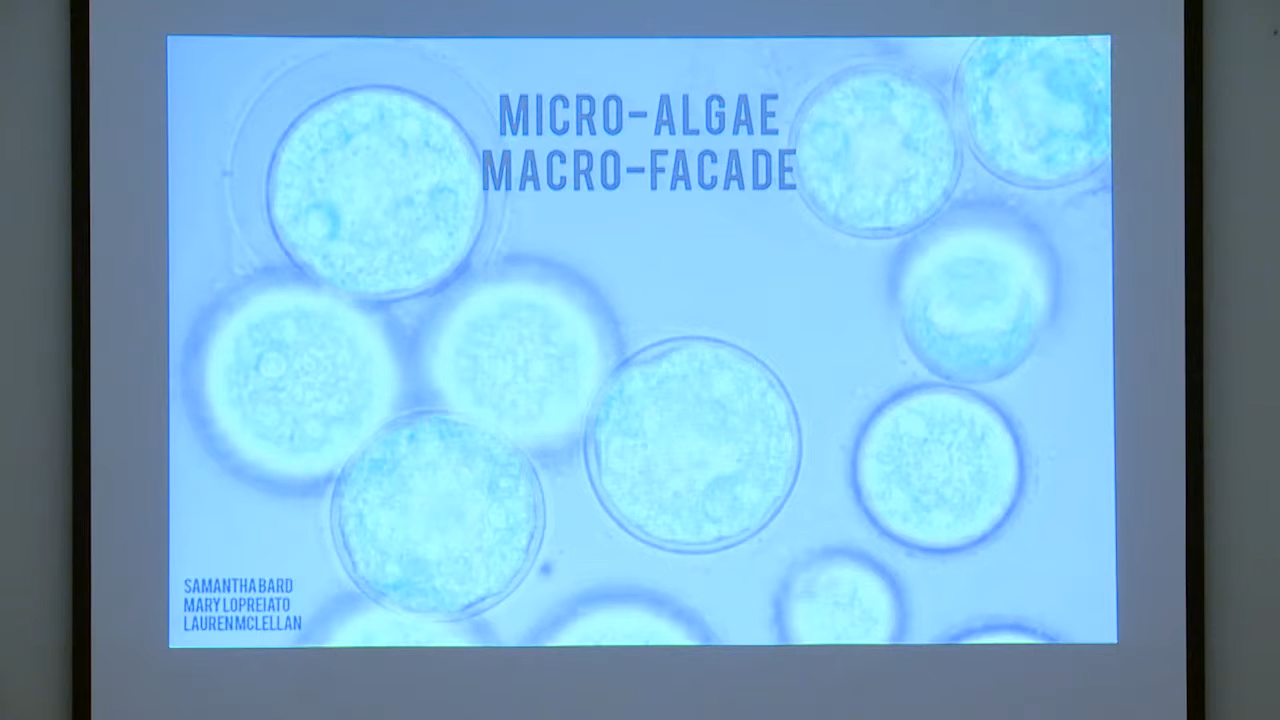 MICRO-ALGAE
MACRO-FACADE
SAMANTHA BARD
MARY LOPREIATO
LAUREN MCLELLAN